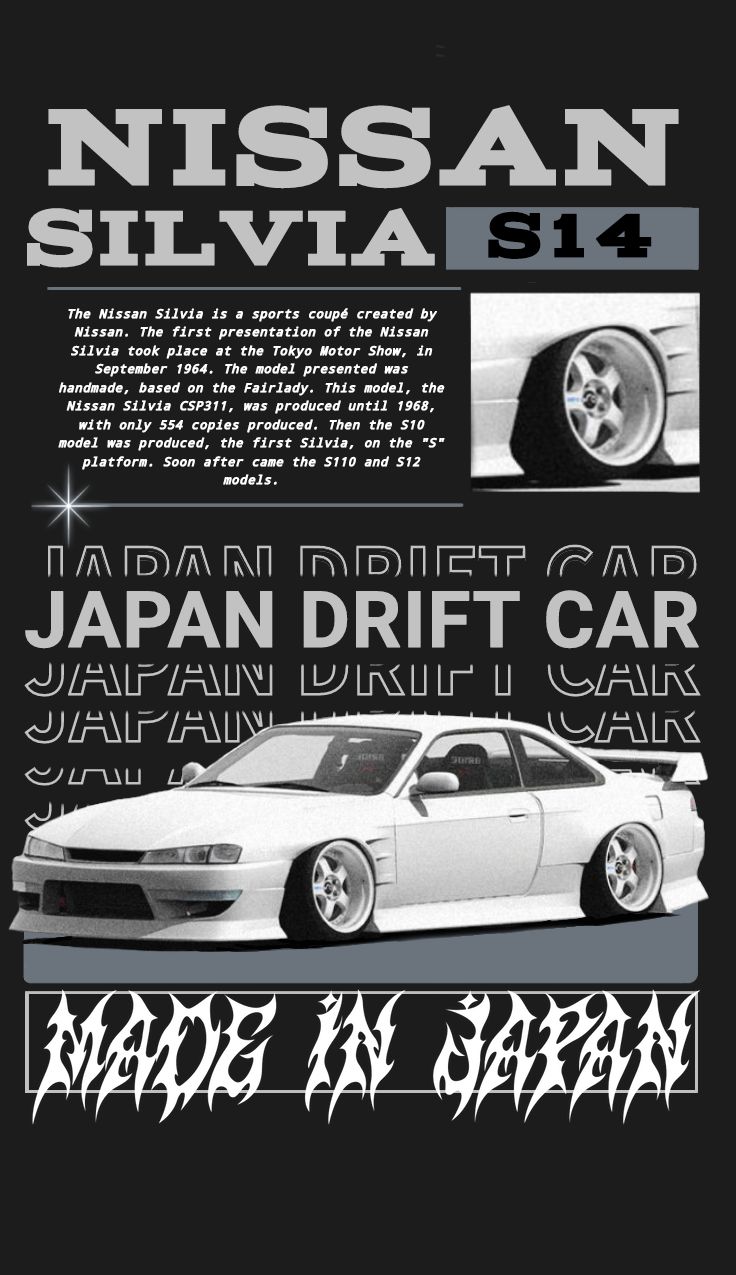 NISSAN
SILVIA S14
The Nissan Silvia is a sports coupé created by
Nissan. The first presentation of the Nissan
Silvia took place at the Tokyo Motor Show, in
September 1964. The model presented was
handmade, based on the Fairlady. This model, the
Nissan Silvia CSP311, was produced until 1968,
with only 554 copies produced. Then the S10
model was produced, the first Silvia, on the "S"
platform. Soon after came the S110 and S12
models.
JAPAN DRIFT CAR
JAPAN DRIFT CAR
JAPAN DRIFT CAR
JAPAN DRIFT CAR
MADE IN JAPAN